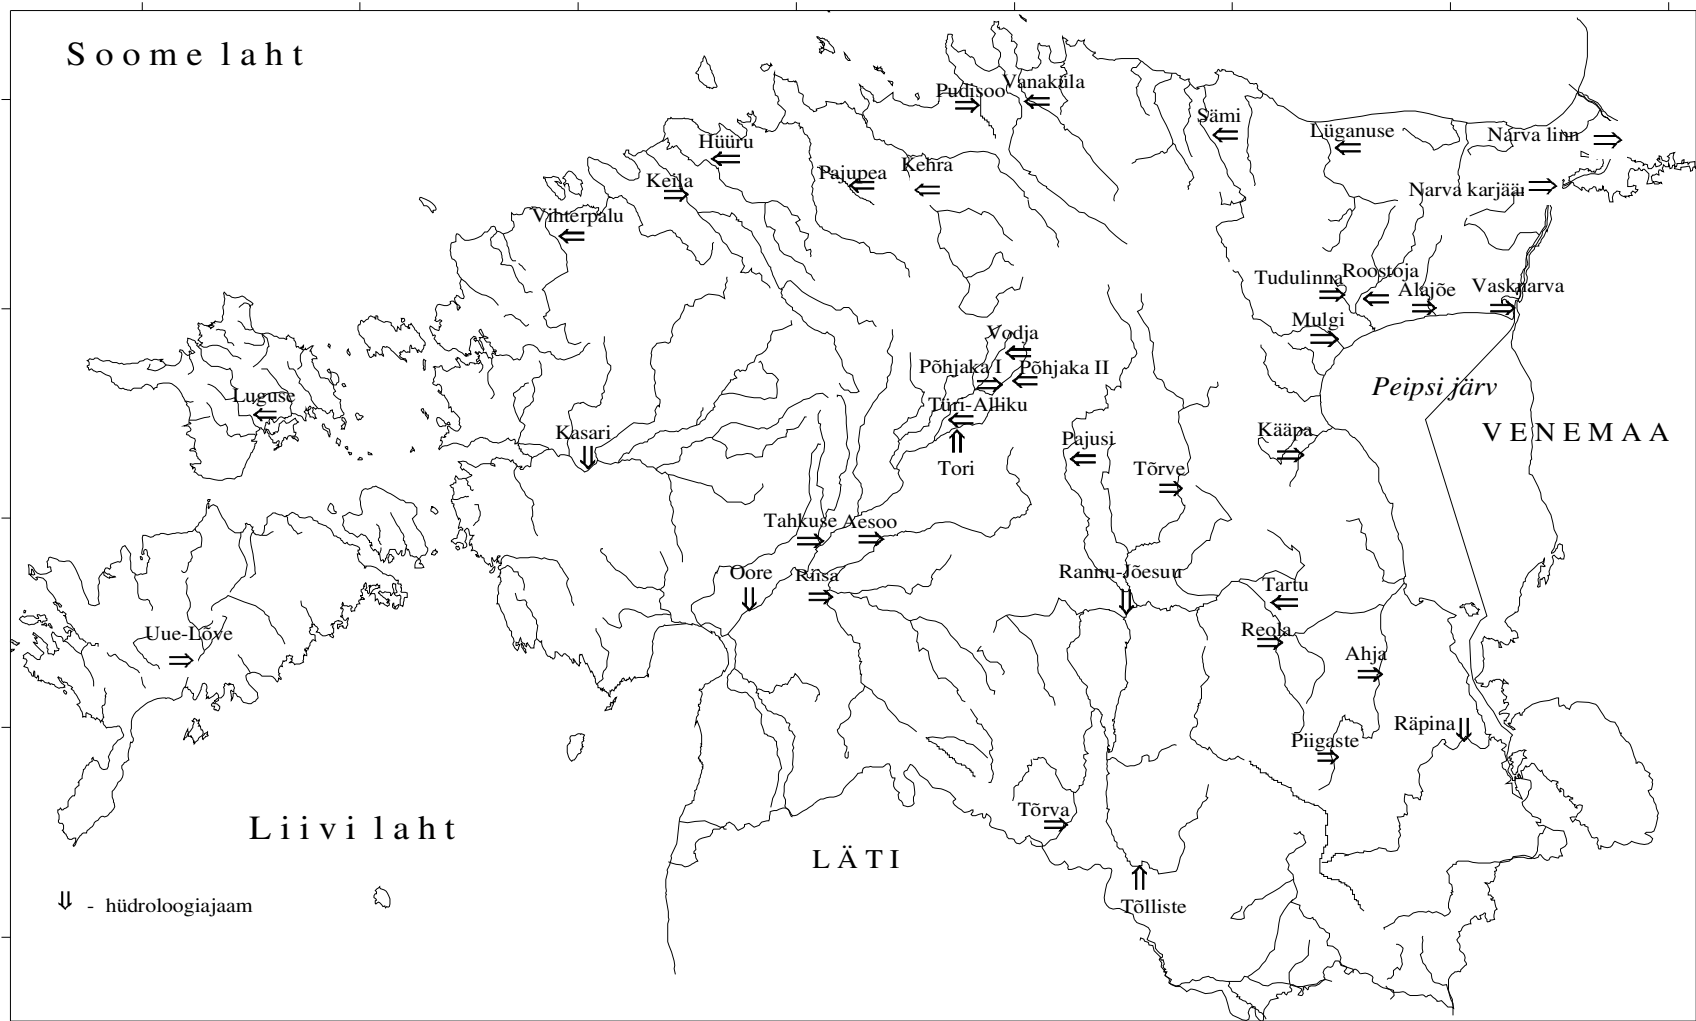 Soome laht
Pudisoo
Vanaküla
Sämi
Lüganuse
Narva linn
Hüüru
Pajupea
Kehra
Keila
Narva karjäär
Vihterpalu
Tudulinna
Roostoja
Alajõe
Vasknarva
Mulgi
Vodja
Põhjaka I
Põhjaka II
Peipsi järv
Luguse
Türi-Alliku
VENEMAA
Kasari
Pajusi
Kääpa
Tori
Tõrve
Tahkuse
Aesoo
Oore
Riisa
Rannu-Jõesuu
Tartu
Uue-Lõve
Reola
Ahja
Räpina
Piigaste
Tõrva
Liivi laht
LÄTI
- hüdroloogiajaam
Tõlliste